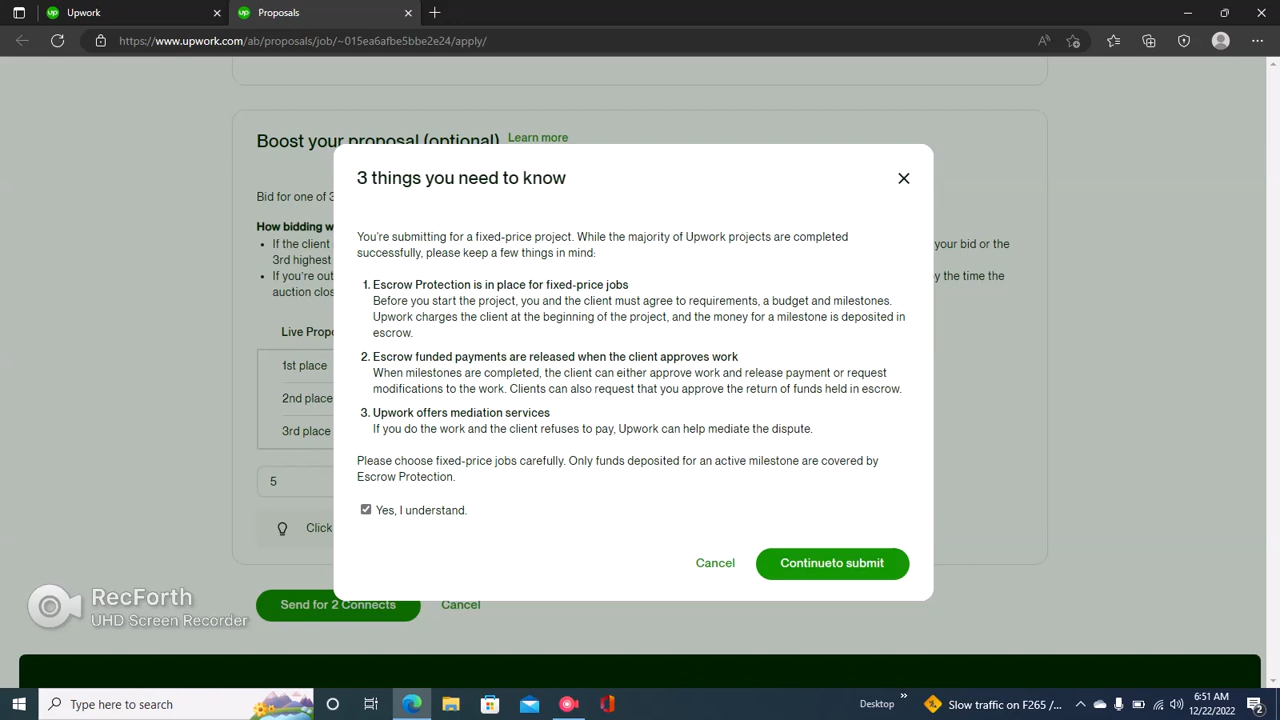 Upwork
Proposals
https://www.upwork.com/ab/proposals/job/~015ea6afbe5bbe2e24/apply/
Boost your proposal (optional) Learn more
3 things you need to know
Bid for one of 3
You're submitting for a fixed-price project. While the majority of Upwork projects are completed
successfully, please keep a few things in mind:
How bidding w
If the client
your bid or the
3rd highest
If you're out
y the time the
auction clos
1. Escrow Protection is in place for fixed-price jobs
Before you start the project, you and the client must agree to requirements, a budget and milestones.
Upwork charges the client at the beginning of the project, and the money for a milestone is deposited in
escrow.
Live Propo
1st place
2nd place
3rd place
2. Escrow funded payments are released when the client approves work
When milestones are completed, the client can either approve work and release payment or request
modifications to the work. Clients can also request that you approve the return of funds held in escrow.
3. Upwork offers mediation services
If you do the work and the client refuses to pay, Upwork can help mediate the dispute.
Please choose fixed-price jobs carefully. Only funds deposited for an active milestone are covered by
Escrow Protection.
5
Yes, I understand.
Click
Cancel
Continueto submit
Send for 2 Connects
Cancel
RecForth
UHD Screen Recorder
Type here to search
Desktop
Slow traffic on F265 /...
6:51 AM
12/22/2022
2